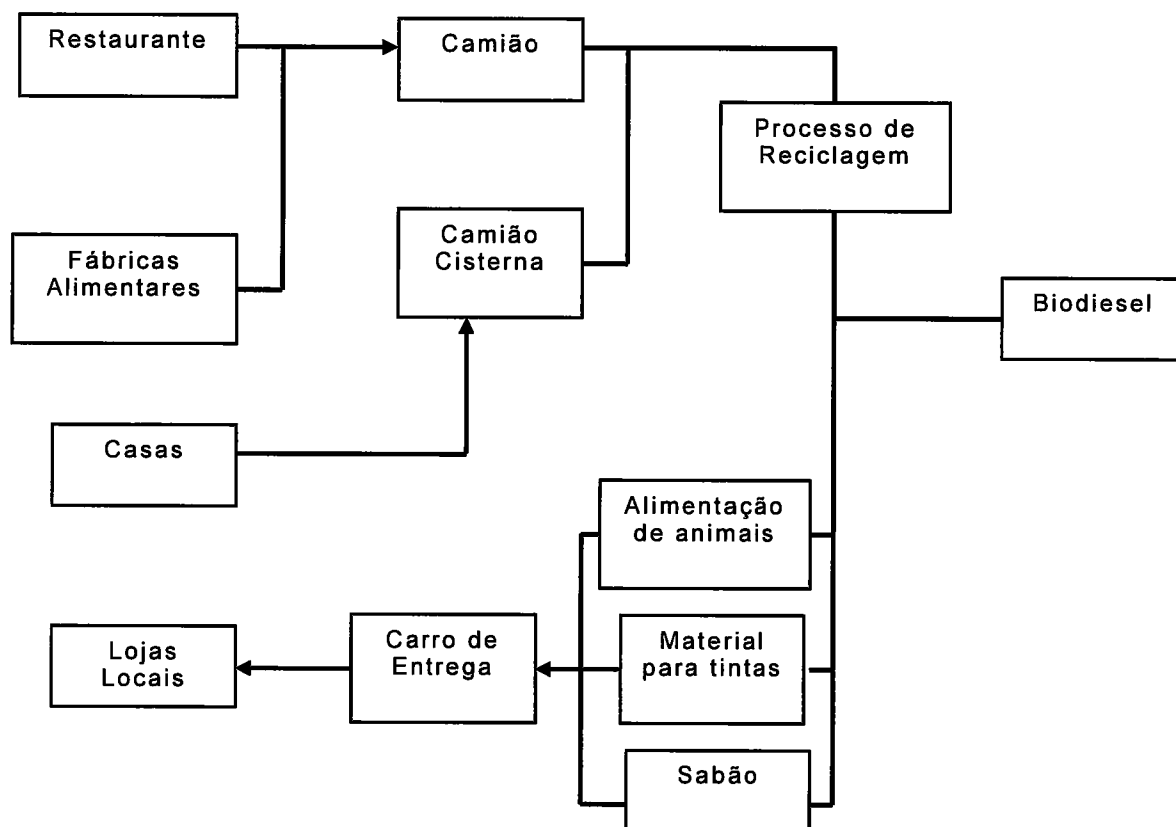 Restaurante
Camião
Processo de
Reciclagem
Fábricas
Alimentares
Camião
Cisterna
Biodiesel
Casas
Alimentação
de animais
Lojas
Locais
Carro de
Entrega
Material
para tintas
Sabão